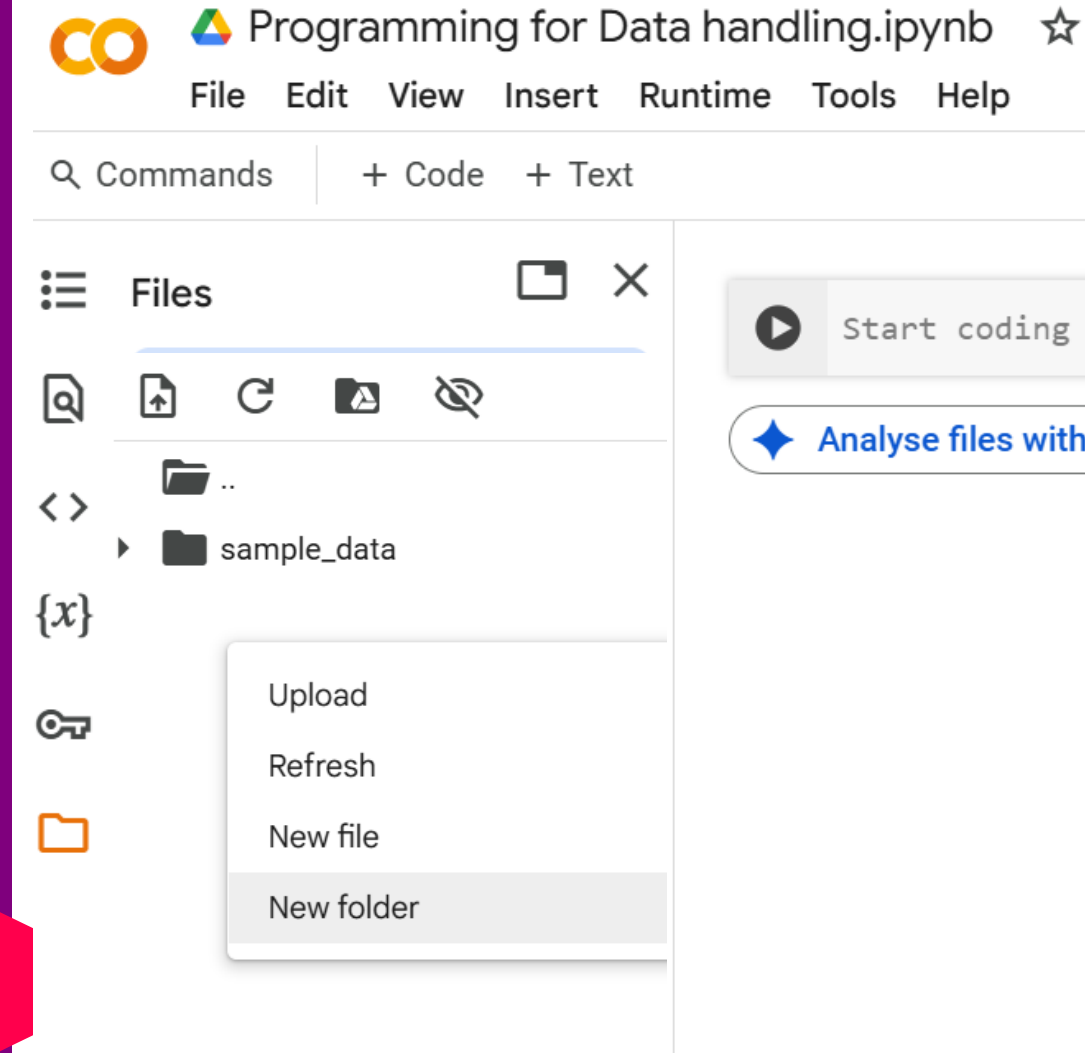 Programming for Data handling.ipynb
File Edit View Insert Runtime Tools Help
Commands + Code + Text
Files
Start coding
Analyse files with
..
sample_data
{x}
Upload
Refresh
New file
New folder